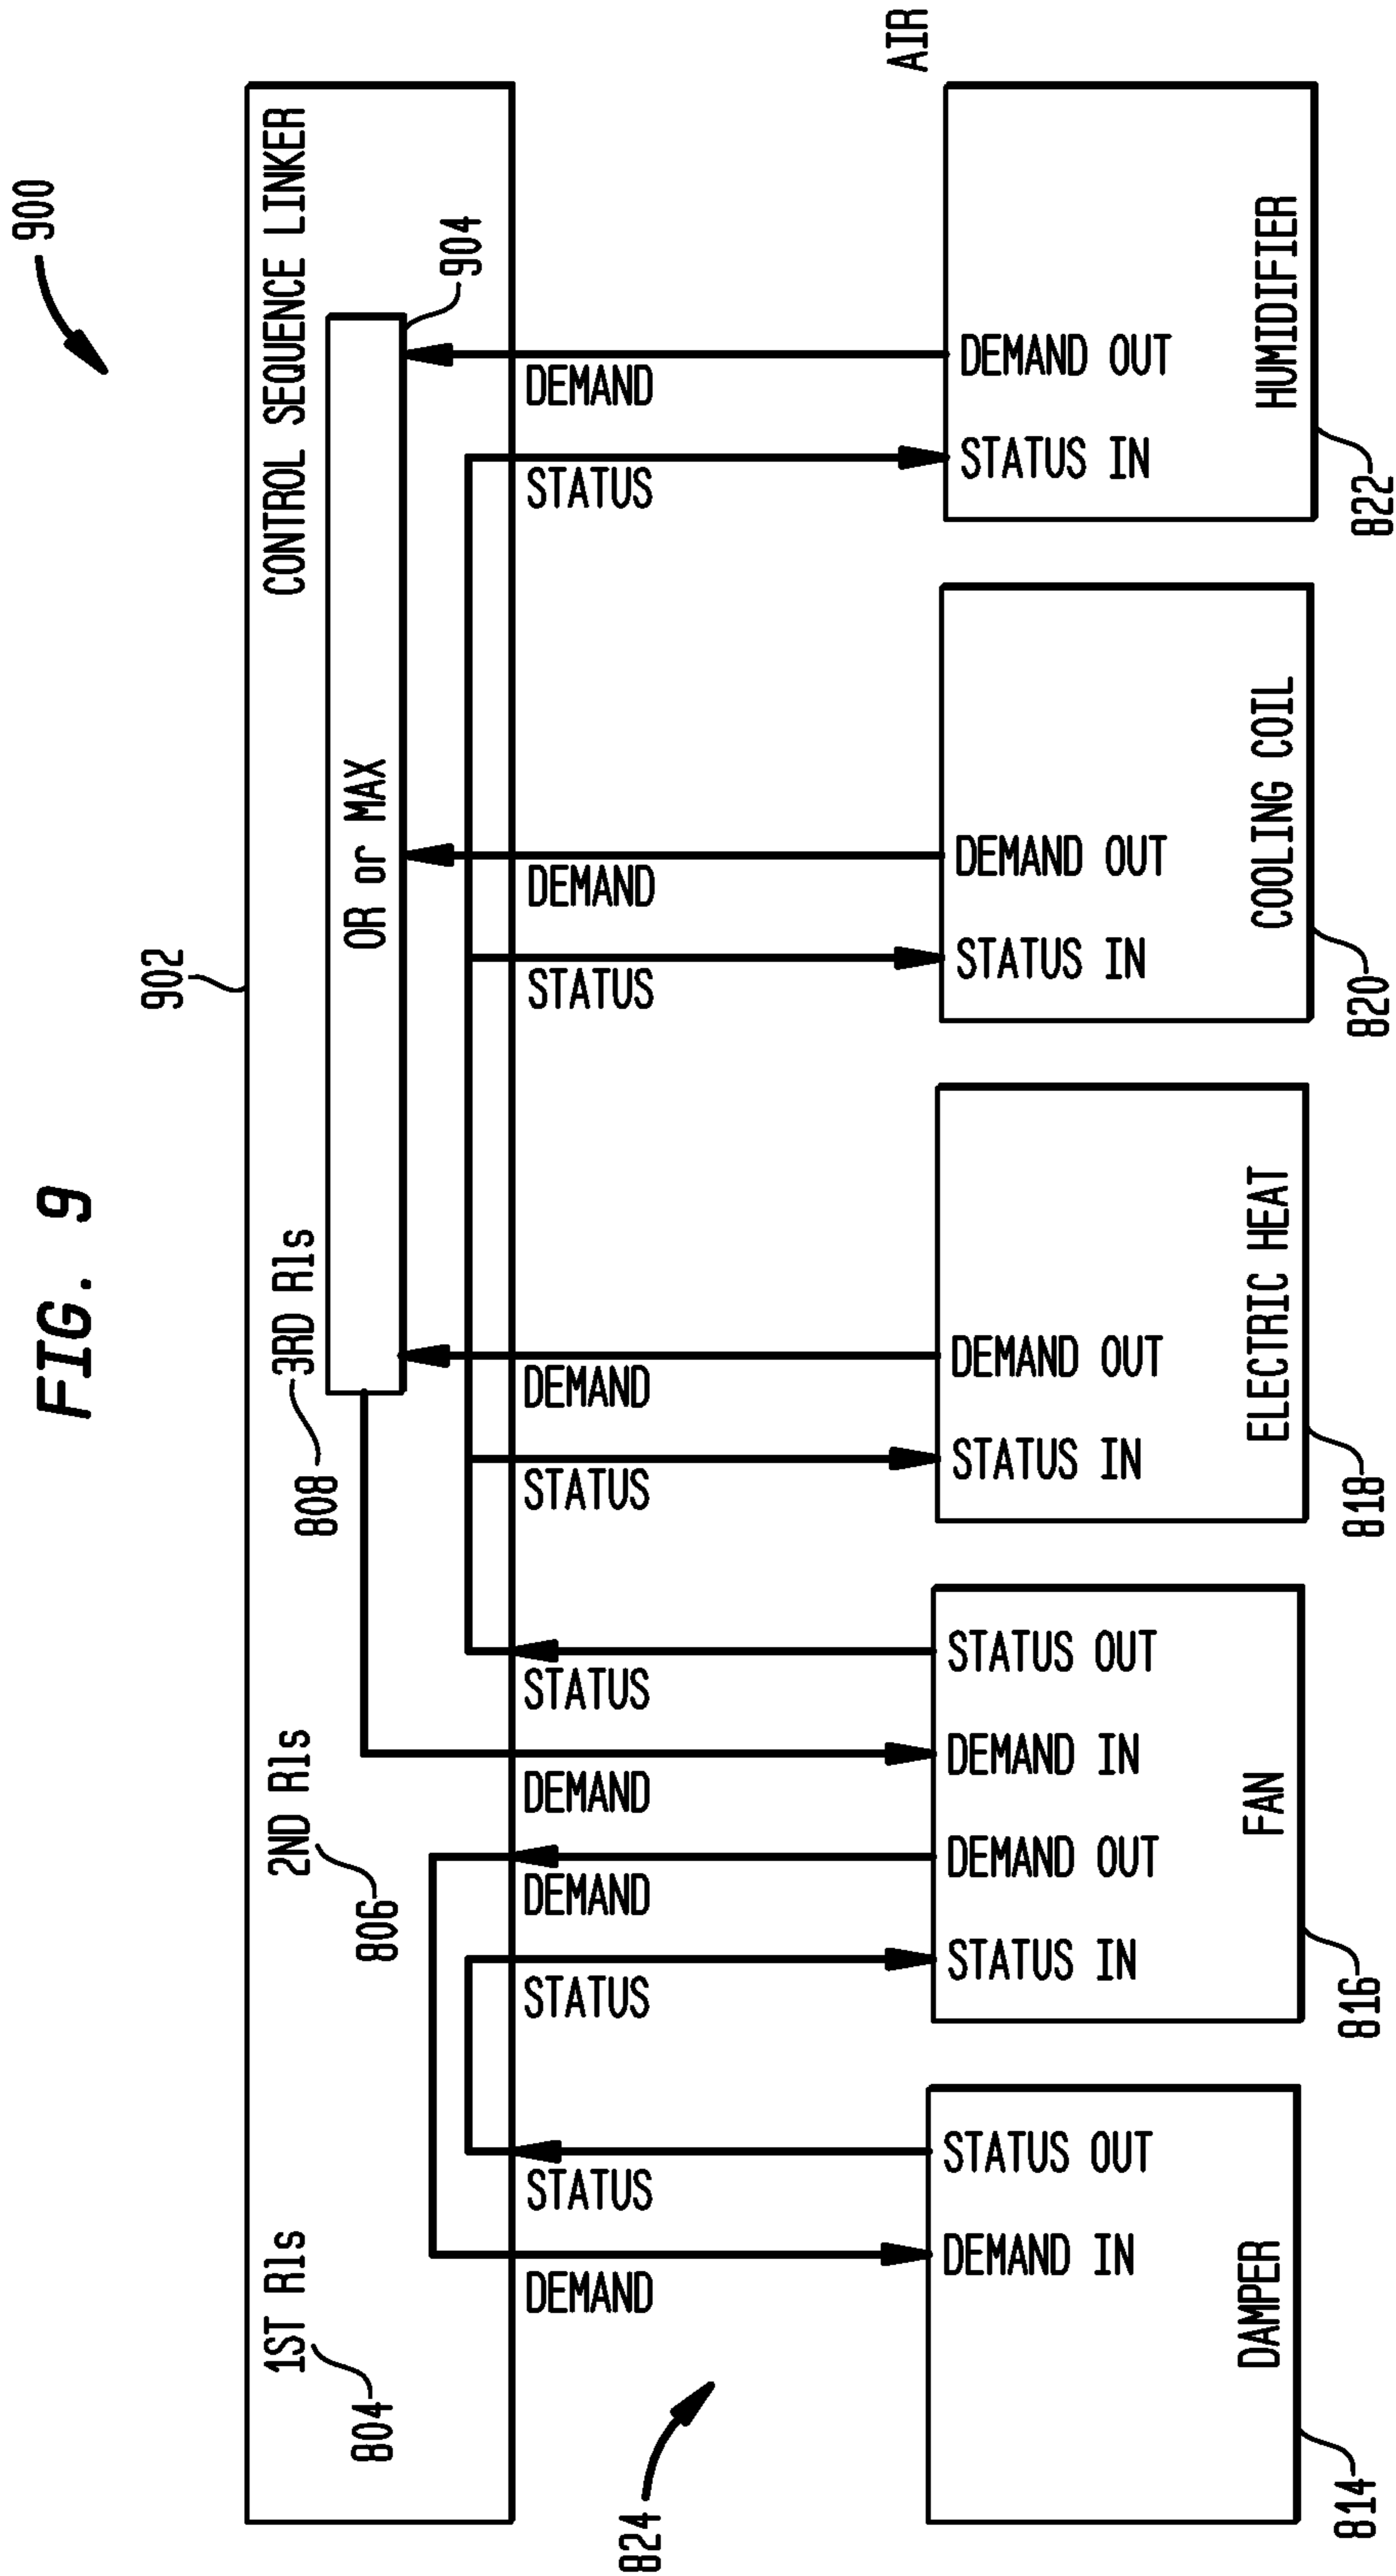 FIG. 9
900
902
CONTROL SEQUENCE LINKER
1ST Rls
804
2ND Rls
806
3RD Rls
808
OR or MAX
904
824
DEMAND
STATUS
STATUS
DEMAND
DEMAND
STATUS
STATUS
DEMAND
STATUS
DEMAND
STATUS
DEMAND
AIR
DEMAND IN
STATUS OUT
DAMPER
814
STATUS IN
DEMAND OUT
DEMAND IN
STATUS OUT
FAN
816
STATUS IN
DEMAND OUT
ELECTRIC HEAT
818
STATUS IN
DEMAND OUT
COOLING COIL
820
STATUS IN
DEMAND OUT
HUMIDIFIER
822